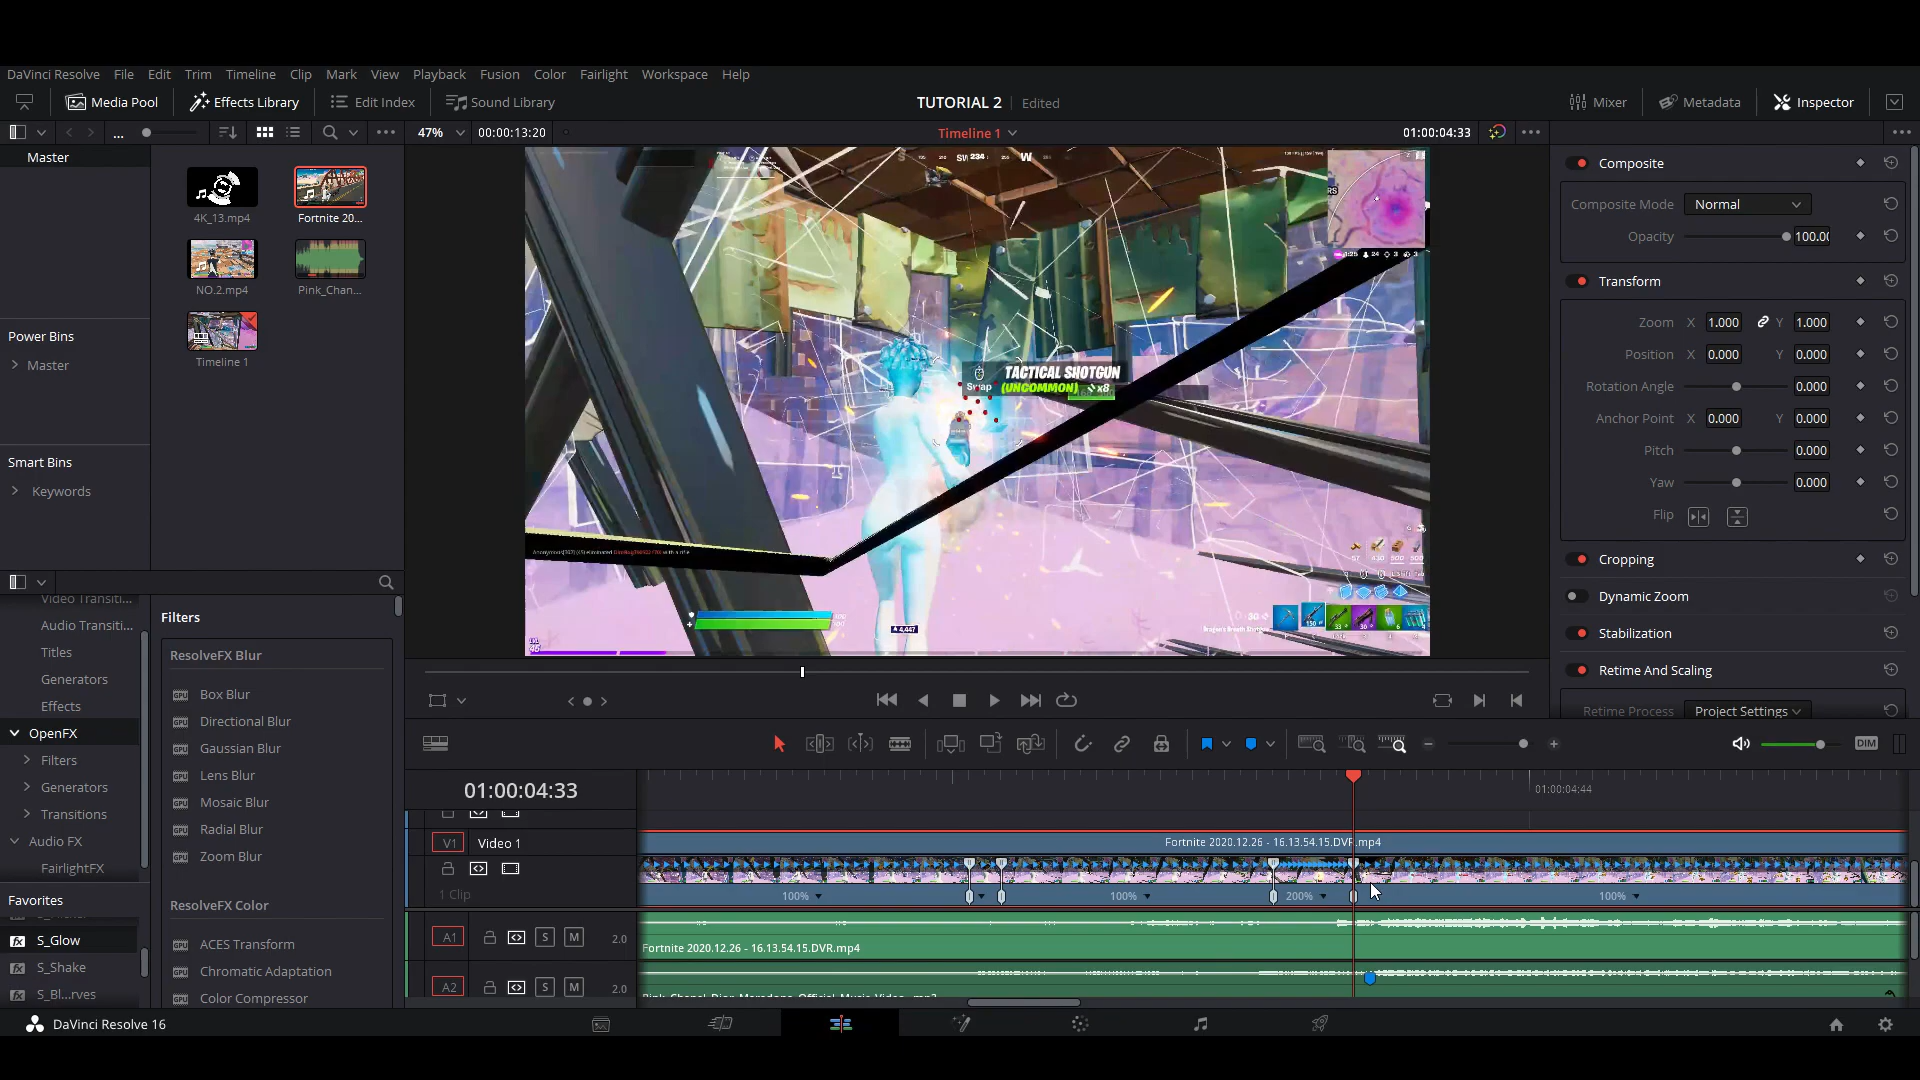 DaVinci Resolve File Edit Trim Timeline Clip Mark View Playback Fusion Color Fairlight Workspace Help
Media Pool Effects Library Edit Index Sound Library TUTORIAL 2 Edited Mixer Metadata Inspector
... 47% 00:00:13:20 Timeline 1 01:00:04:33
Master
4K_13.mp4 Fortnite 20...
NO.2.mp4 Pink_Chan...
Timeline 1
Power Bins
Master
Smart Bins
Keywords
S SW 234 W
TACTICAL SHOTGUN
Swap (UNCOMMON) x8
4,447
Composite
Composite Mode Normal
Opacity 100.00
Transform
Zoom X 1.000 Y 1.000
Position X 0.000 Y 0.000
Rotation Angle 0.000
Anchor Point X 0.000 Y 0.000
Pitch 0.000
Yaw 0.000
Flip
Cropping
Dynamic Zoom
Stabilization
Retime And Scaling
Retime Process Project Settings
Video Transiti...
Audio Transiti...
Titles
Generators
Effects
OpenFX
Filters
Generators
Transitions
Audio FX
FairlightFX
Favorites
S_Glow
S_Shake
S_Bl...rves
Filters
ResolveFX Blur
Box Blur
Directional Blur
Gaussian Blur
Lens Blur
Mosaic Blur
Radial Blur
Zoom Blur
ResolveFX Color
ACES Transform
Chromatic Adaptation
Color Compressor
DIM
01:00:04:33 01:00:04:44
V1 Video 1 Fortnite 2020.12.26 - 16.13.54.15.DVR.mp4
1 Clip 100% 100% 200% 100%
A1 S M 2.0
Fortnite 2020.12.26 - 16.13.54.15.DVR.mp4
A2 S M 2.0
DaVinci Resolve 16